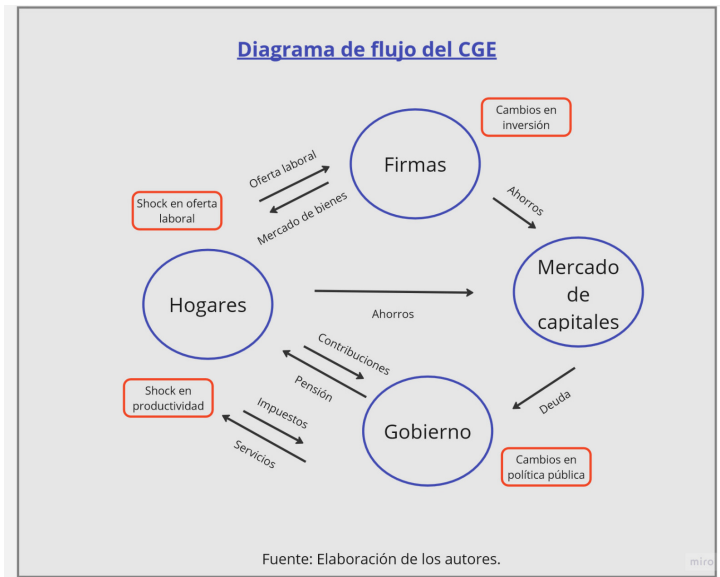 Diagrama de flujo del CGE
Cambios en
inversión
Firmas
Oferta laboral
Mercado de bienes
Ahorros
Shock en oferta
laboral
Hogares
Ahorros
Mercado
de
capitales
Contribuciones
Pensión
Deuda
Shock en
productividad
Impuestos
Servicios
Gobierno
Cambios en
política pública
Fuente: Elaboración de los autores.
miro